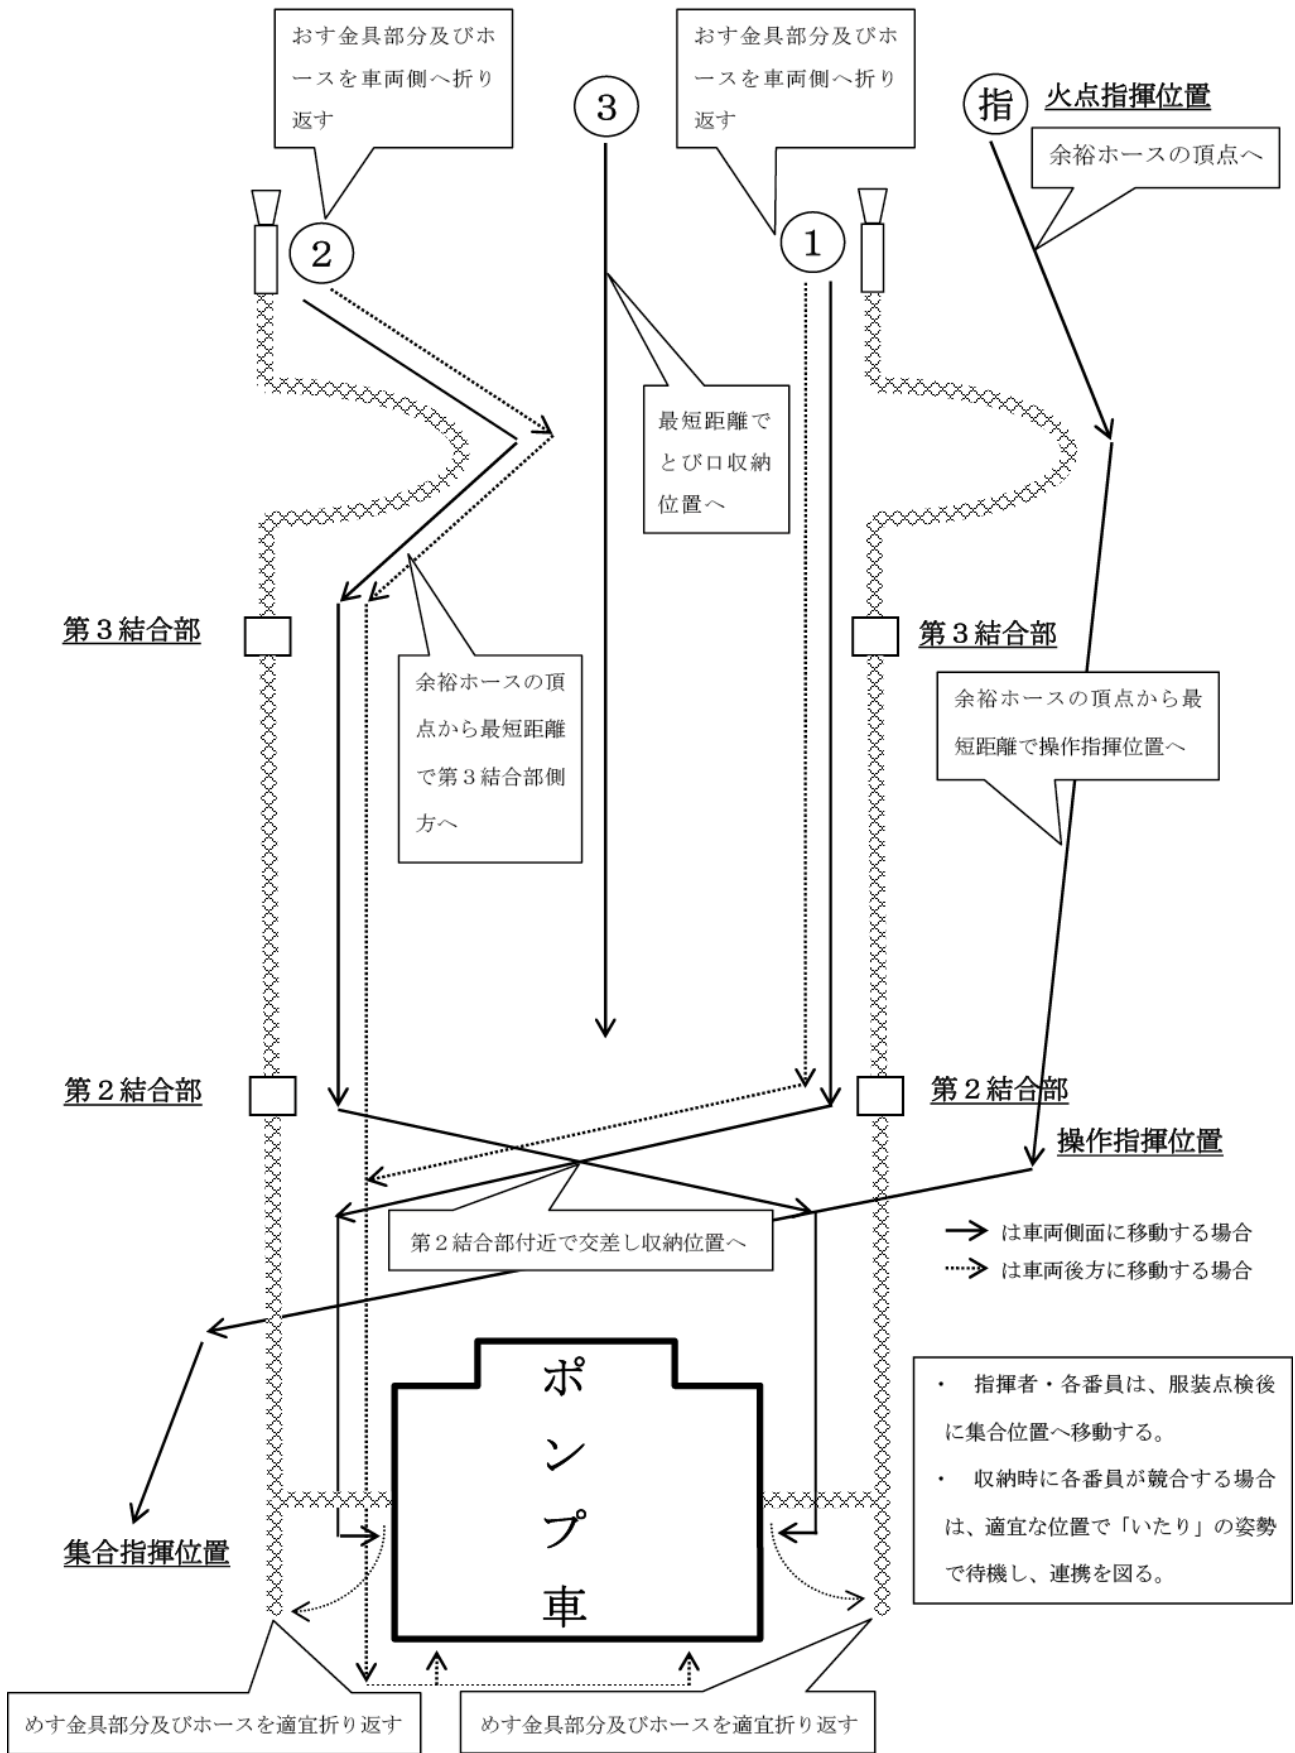 おす金具部分及びホ
ースを車両側へ折り
返す
おす金具部分及びホ
ースを車両側へ折り
返す
3
指
火点指揮位置
余裕ホースの頂点へ
2
1
最短距離で
とび口収納
位置へ
第3結合部
第3結合部
余裕ホースの頂
点から最短距離
で第3結合部側
方へ
余裕ホースの頂点から最
短距離で操作指揮位置へ
第2結合部
第2結合部
操作指揮位置
第2結合部付近で交差し収納位置へ
は車両側面に移動する場合
は車両後方に移動する場合
ポンプ車
・ 指揮者・各番員は、服装点検後
に集合位置へ移動する。
・ 収納時に各番員が競合する場合
は、適宜な位置で「いたり」の姿勢
で待機し、連携を図る。
集合指揮位置
めす金具部分及びホースを適宜折り返す
めす金具部分及びホースを適宜折り返す